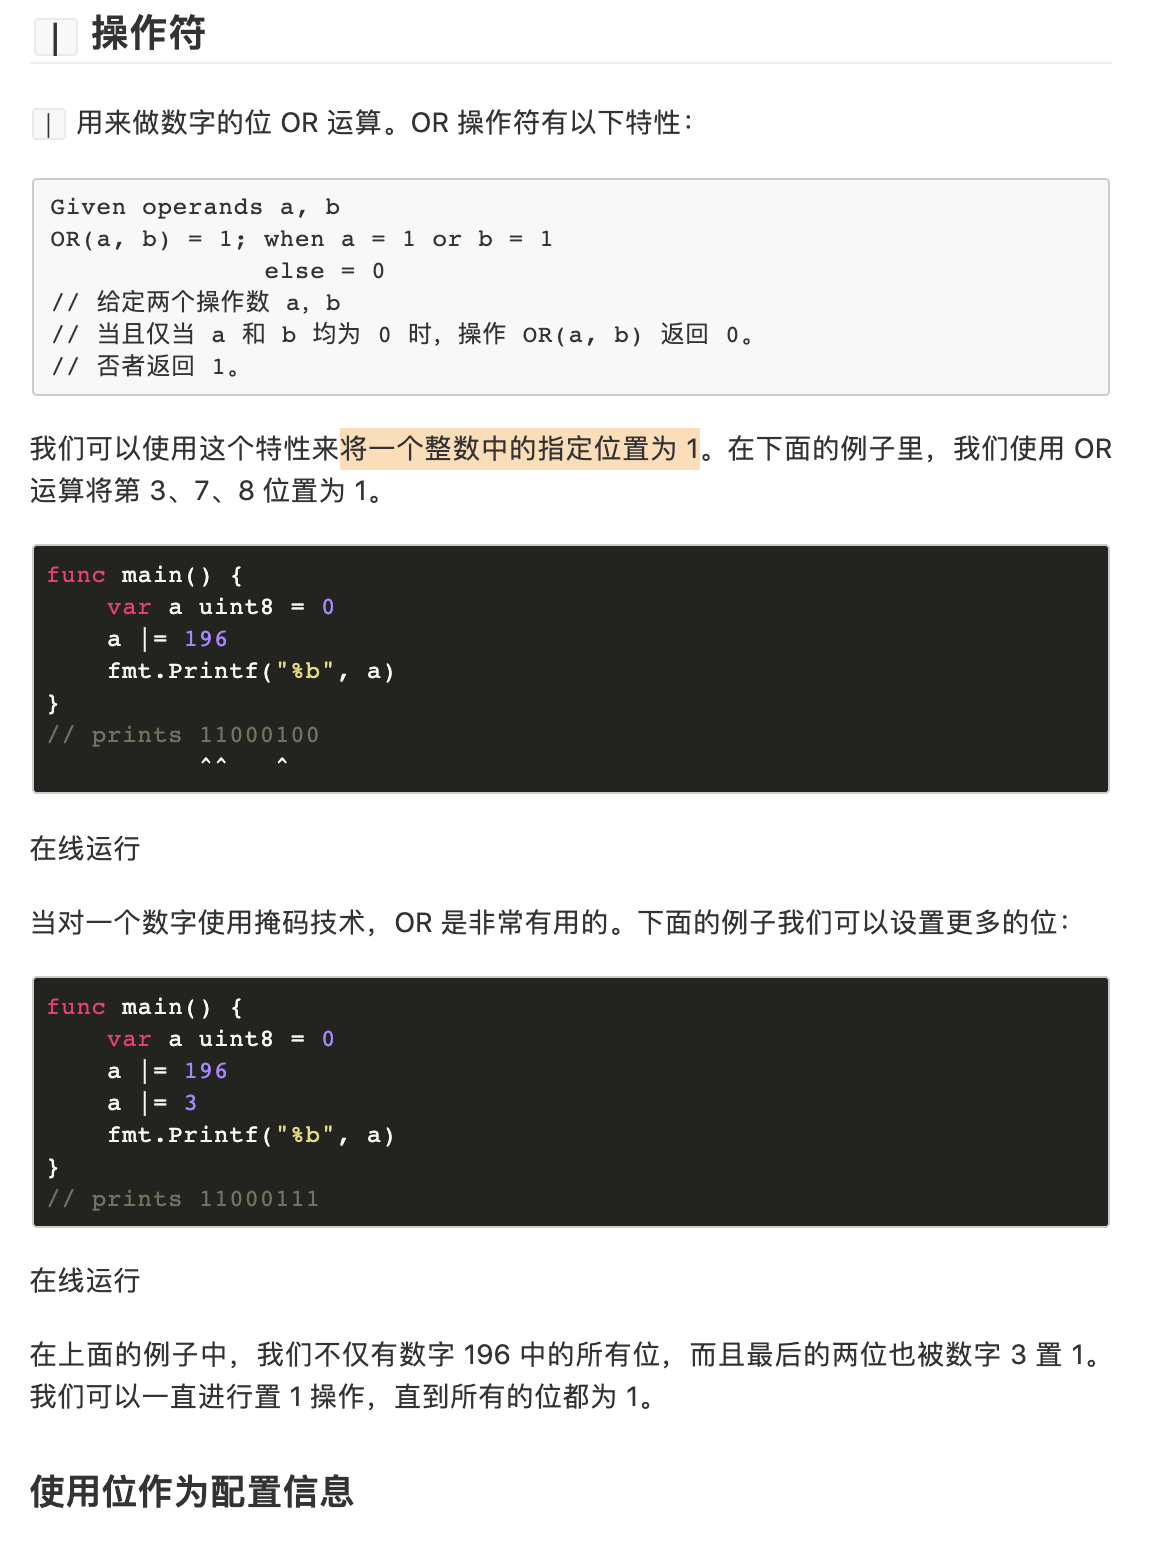 | 操作符
| 用来做数字的位 OR 运算。OR 操作符有以下特性：
Given operands a, b
OR(a, b) = 1; when a = 1 or b = 1
              else = 0
// 给定两个操作数 a, b
// 当且仅当 a 和 b 均为 0 时，操作 OR(a, b) 返回 0。
// 否者返回 1。
我们可以使用这个特性来将一个整数中的指定位置为 1。在下面的例子里，我们使用 OR
运算将第 3、7、8 位置为 1。
func main() {
    var a uint8 = 0
    a |= 196
    fmt.Printf("%b", a)
}
// prints 11000100
          ^^   ^
在线运行
当对一个数字使用掩码技术，OR 是非常有用的。下面的例子我们可以设置更多的位：
func main() {
    var a uint8 = 0
    a |= 196
    a |= 3
    fmt.Printf("%b", a)
}
// prints 11000111
在线运行
在上面的例子中，我们不仅有数字 196 中的所有位，而且最后的两位也被数字 3 置 1。
我们可以一直进行置 1 操作，直到所有的位都为 1。
使用位作为配置信息